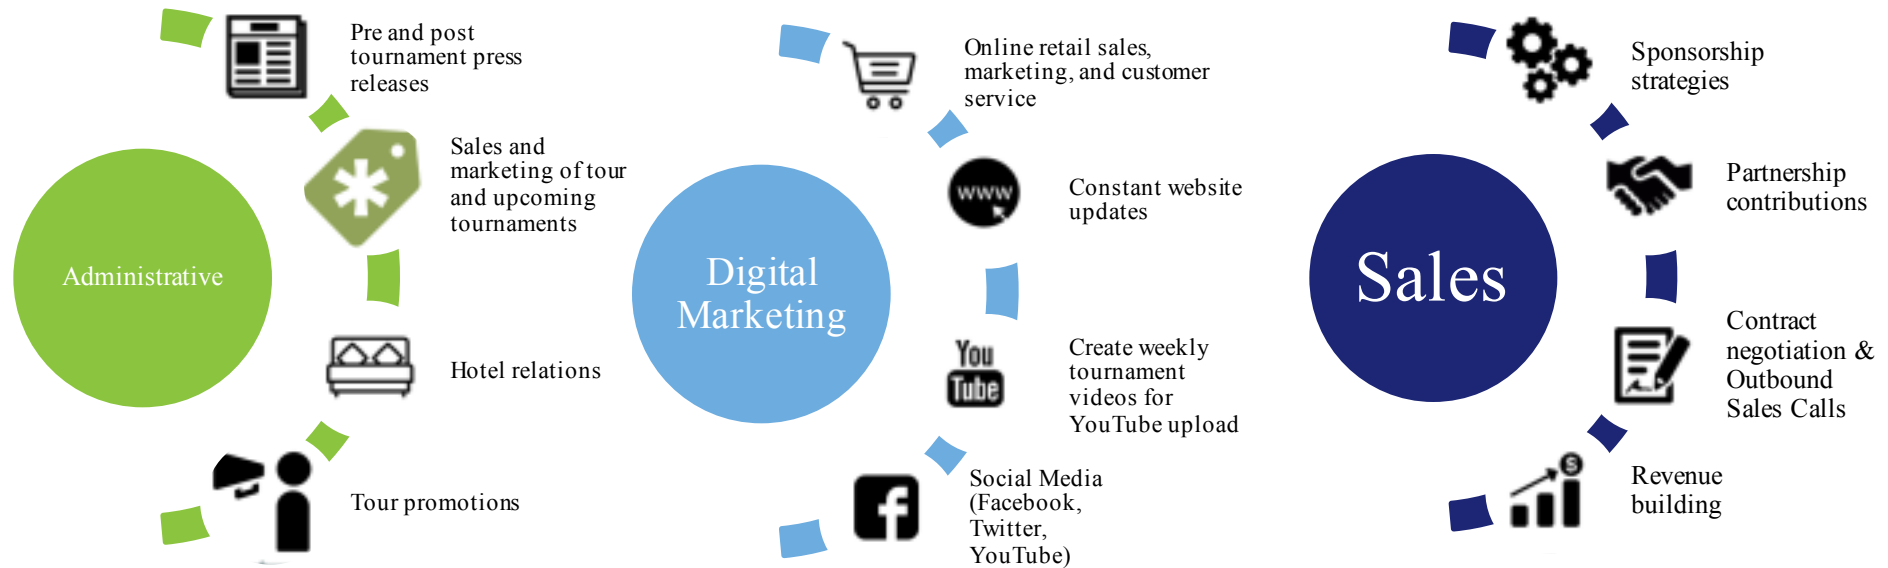 Administrative
Pre and post
tournament press
releases
Sales and
marketing of tour
and upcoming
tournaments
Hotel relations
Tour promotions
Digital
Marketing
Online retail sales,
marketing, and customer
service
www
Constant website
updates
You
Tube
Create weekly
tournament
videos for
YouTube upload
f
Social Media
(Facebook,
Twitter,
YouTube)
Sales
Sponsorship
strategies
Partnership
contributions
Contract
negotiation &
Outbound
Sales Calls
S
Revenue
building